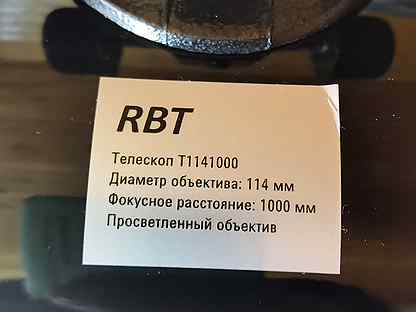 RBT
Телескоп T1141000
Диаметр объектива: 114 мм
Фокусное расстояние: 1000 мм
Просветленный объектив